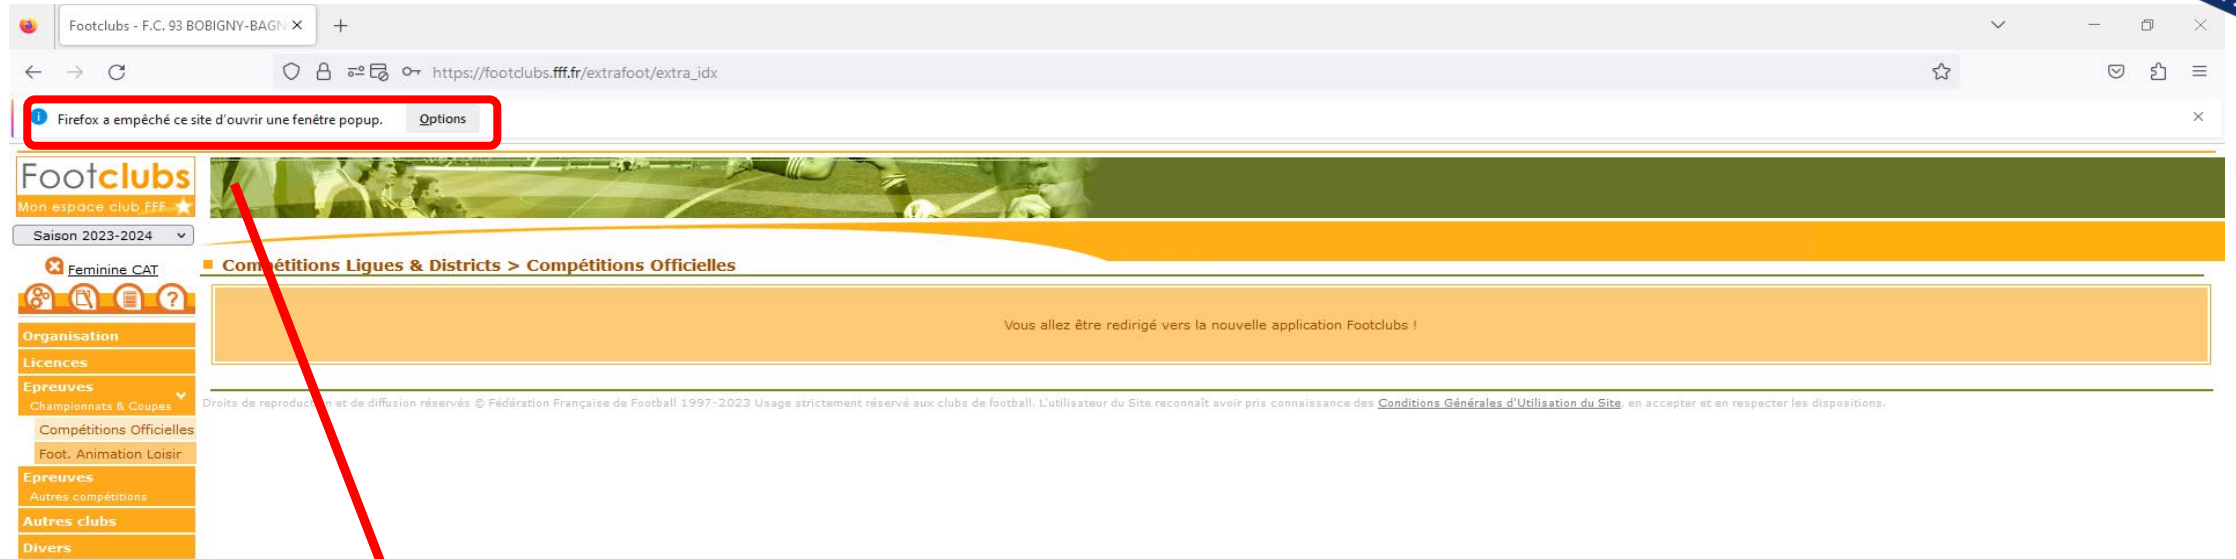 Footclubs - F.C. 93 BOBIGNY-BAGN
https://footclubs.fff.fr/extrafoot/extra_idx
Firefox a empêché ce site d'ouvrir une fenêtre popup. Options
Footclubs
Mon espace club FFF
Saison 2023-2024
Feminine CAT
Compétitions Ligues & Districts > Compétitions Officielles
Vous allez être redirigé vers la nouvelle application Footclubs !
Organisation
Licences
Epreuves
Championnats & Coupes
Compétitions Officielles
Foot. Animation Loisir
Epreuves
Autres compétitions
Autres clubs
Divers
Droits de reproduction et de diffusion réservés © Fédération Française de Football 1997-2023 Usage strictement réservé aux clubs de football. L'utilisateur du Site reconnaît avoir pris connaissance des Conditions Générales d'Utilisation du Site, en accepter et en respecter les dispositions.